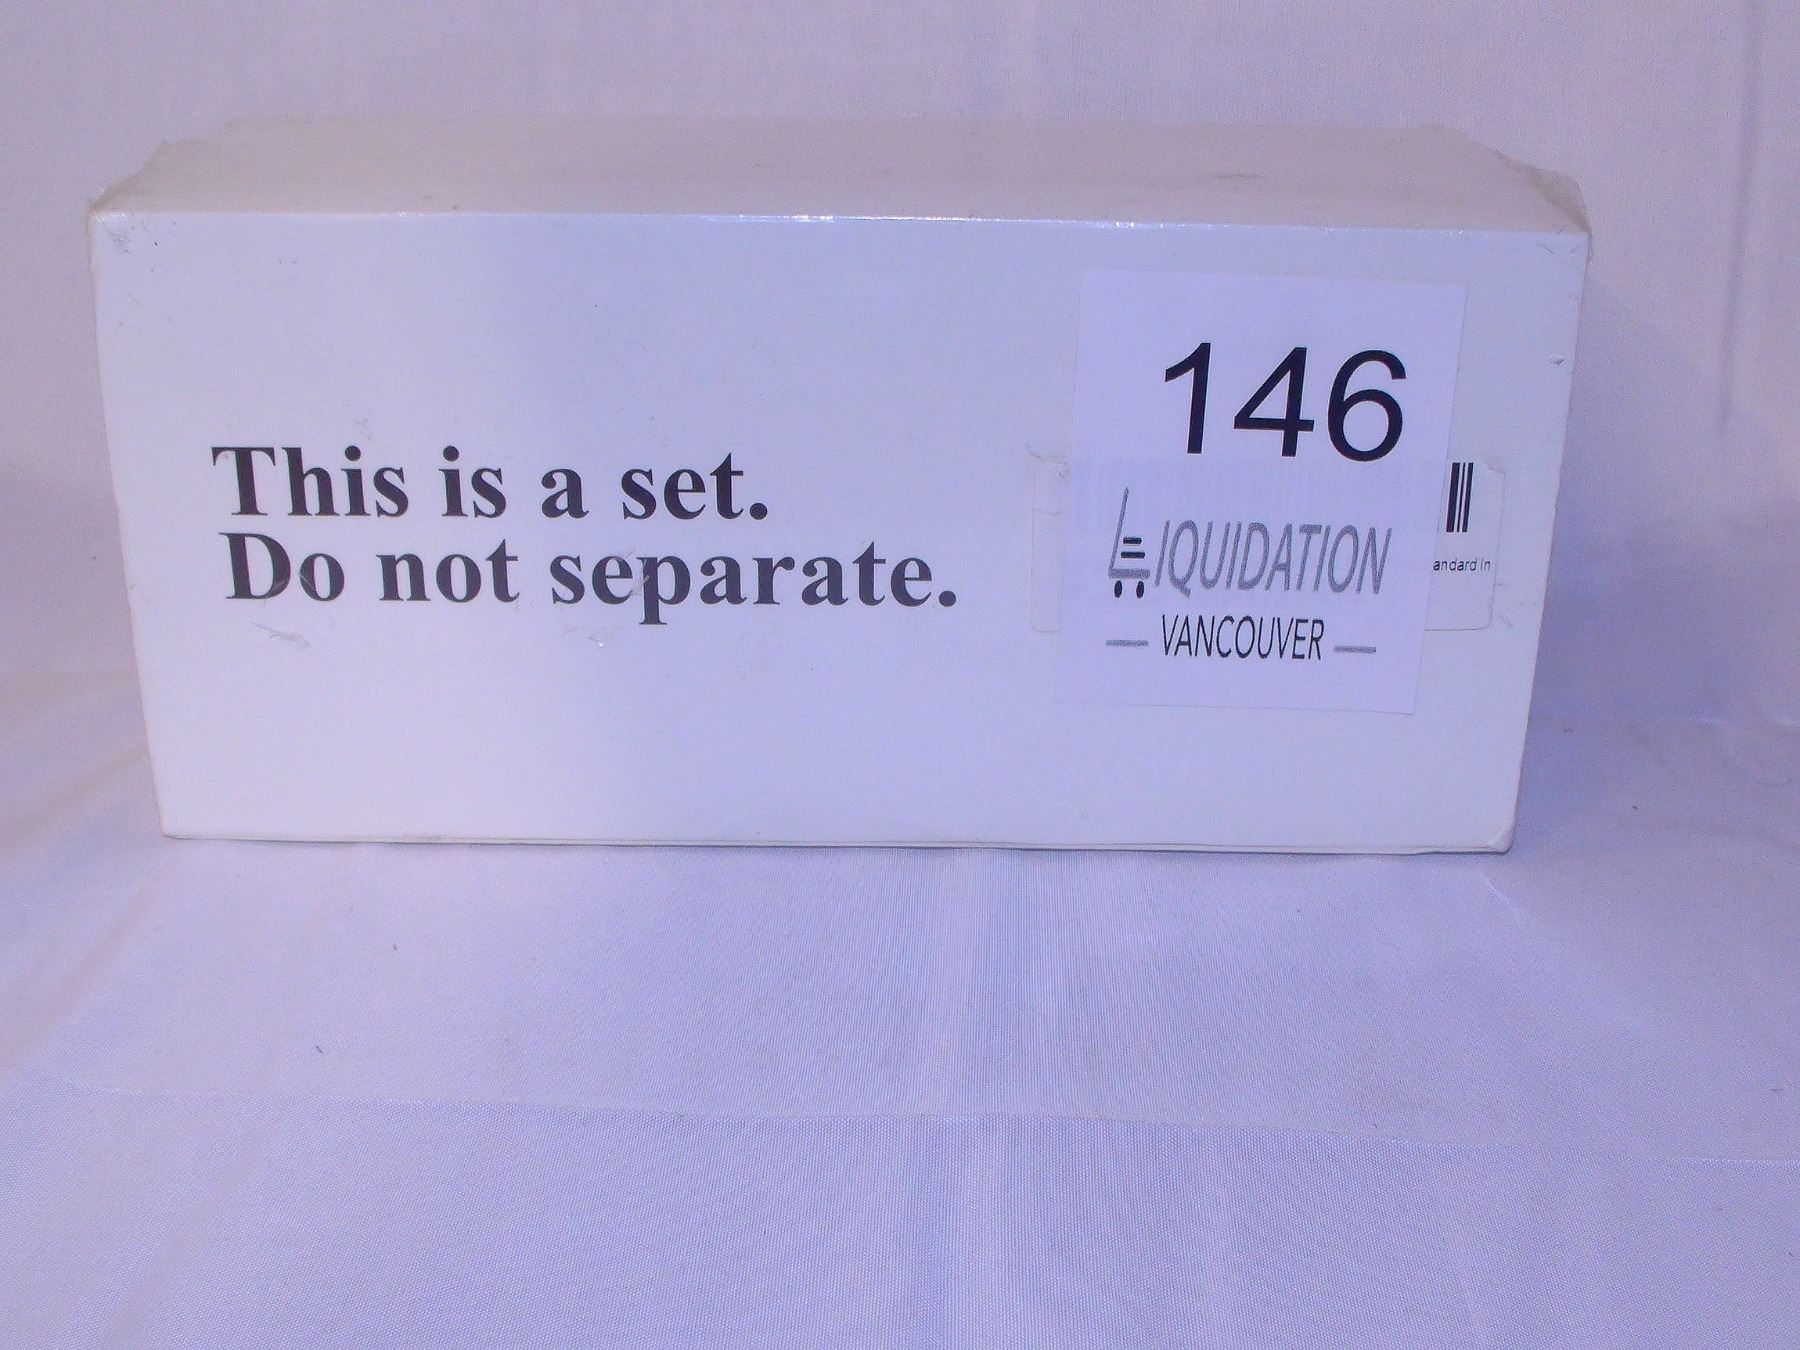 This is a set.
Do not separate.
146
LIQUIDATION
VANCOUVER
andard In